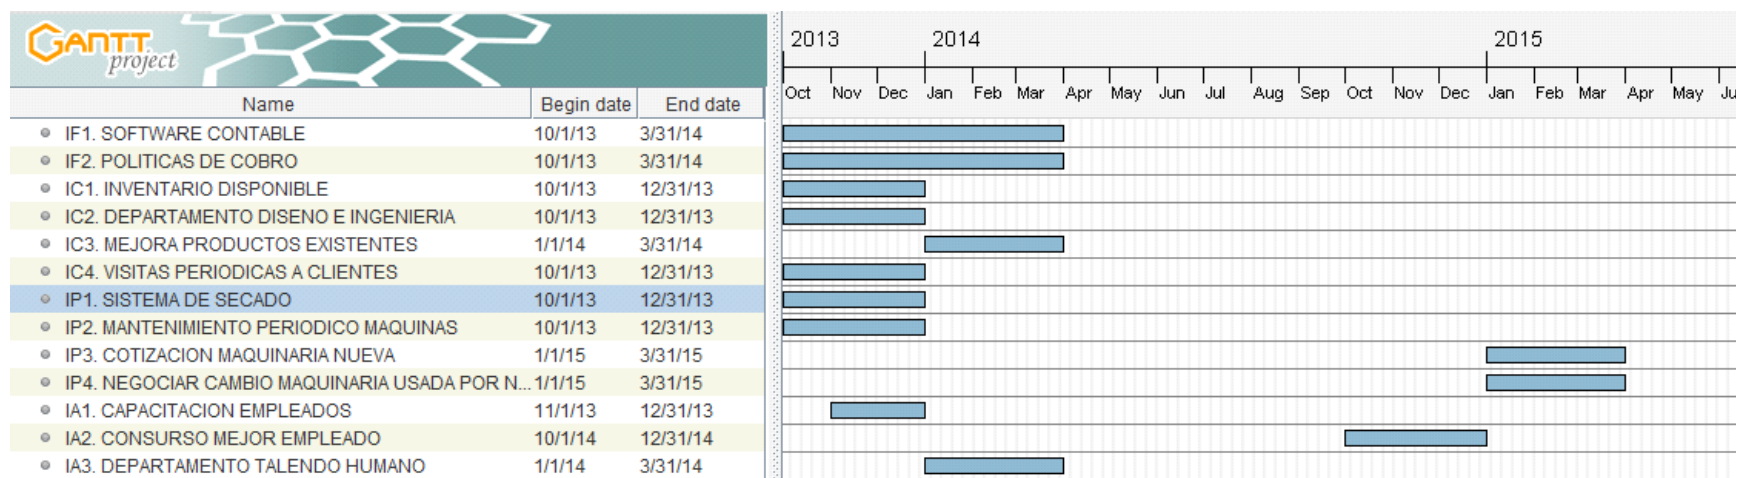 GANTT
project
2013 2014 2015
Name Begin date End date
Oct Nov Dec Jan Feb Mar Apr May Jun Jul Aug Sep Oct Nov Dec Jan Feb Mar Apr May Ju
IF1. SOFTWARE CONTABLE 10/1/13 3/31/14
IF2. POLITICAS DE COBRO 10/1/13 3/31/14
IC1. INVENTARIO DISPONIBLE 10/1/13 12/31/13
IC2. DEPARTAMENTO DISENO E INGENIERIA 10/1/13 12/31/13
IC3. MEJORA PRODUCTOS EXISTENTES 1/1/14 3/31/14
IC4. VISITAS PERIODICAS A CLIENTES 10/1/13 12/31/13
IP1. SISTEMA DE SECADO 10/1/13 12/31/13
IP2. MANTENIMIENTO PERIODICO MAQUINAS 10/1/13 12/31/13
IP3. COTIZACION MAQUINARIA NUEVA 1/1/15 3/31/15
IP4. NEGOCIAR CAMBIO MAQUINARIA USADA POR N... 1/1/15 3/31/15
IA1. CAPACITACION EMPLEADOS 11/1/13 12/31/13
IA2. CONSURSO MEJOR EMPLEADO 10/1/14 12/31/14
IA3. DEPARTAMENTO TALENDO HUMANO 1/1/14 3/31/14